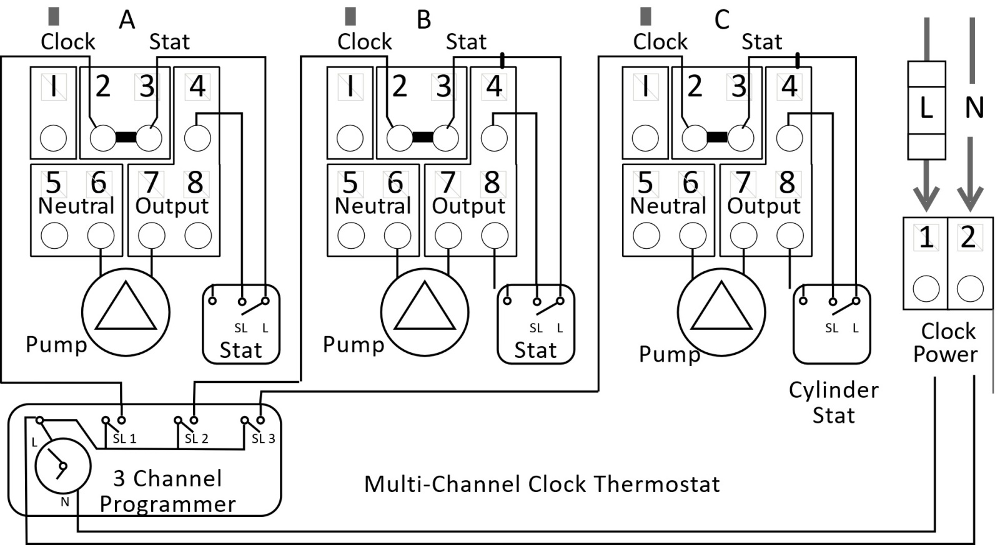 A B C
Clock Stat Clock Stat Clock Stat
1 2 3 4 1 2 3 4 1 2 3 4
L N
5 6 7 8 5 6 7 8 5 6 7 8
Neutral Output Neutral Output Neutral Output
1 2
SL L SL L SL L
Pump Stat Pump Stat Pump
Clock
Power
Cylinder
Stat
L SL 1 SL 2 SL 3
3 Channel
Programmer
N
Multi-Channel Clock Thermostat